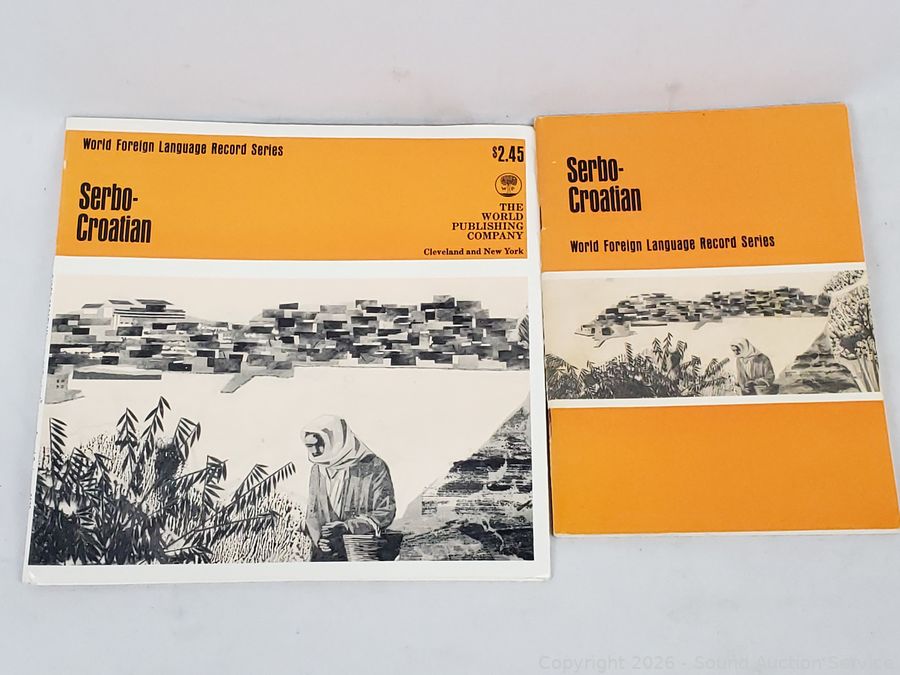 World Foreign Language Record Series
Serbo-
Croatian
$2.45
WP
THE
WORLD
PUBLISHING
COMPANY
Cleveland and New York
Serbo-
Croatian
World Foreign Language Record Series
Copyright 2026 - Sound Auction Service